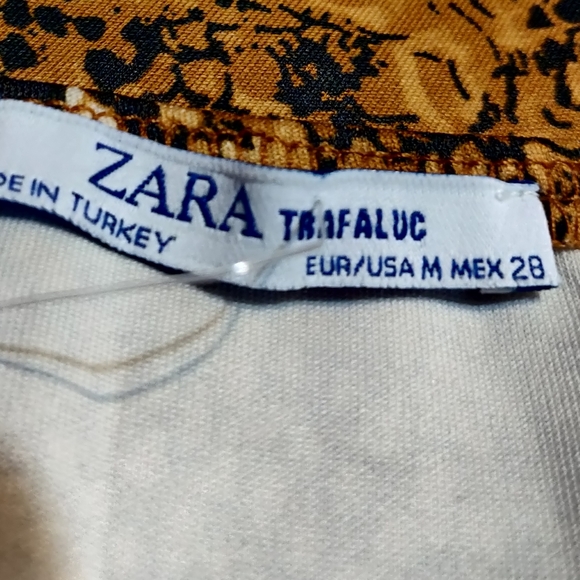 ZARA TRAFALUC
DE IN TURKEY
EUR/USA M MEX 28